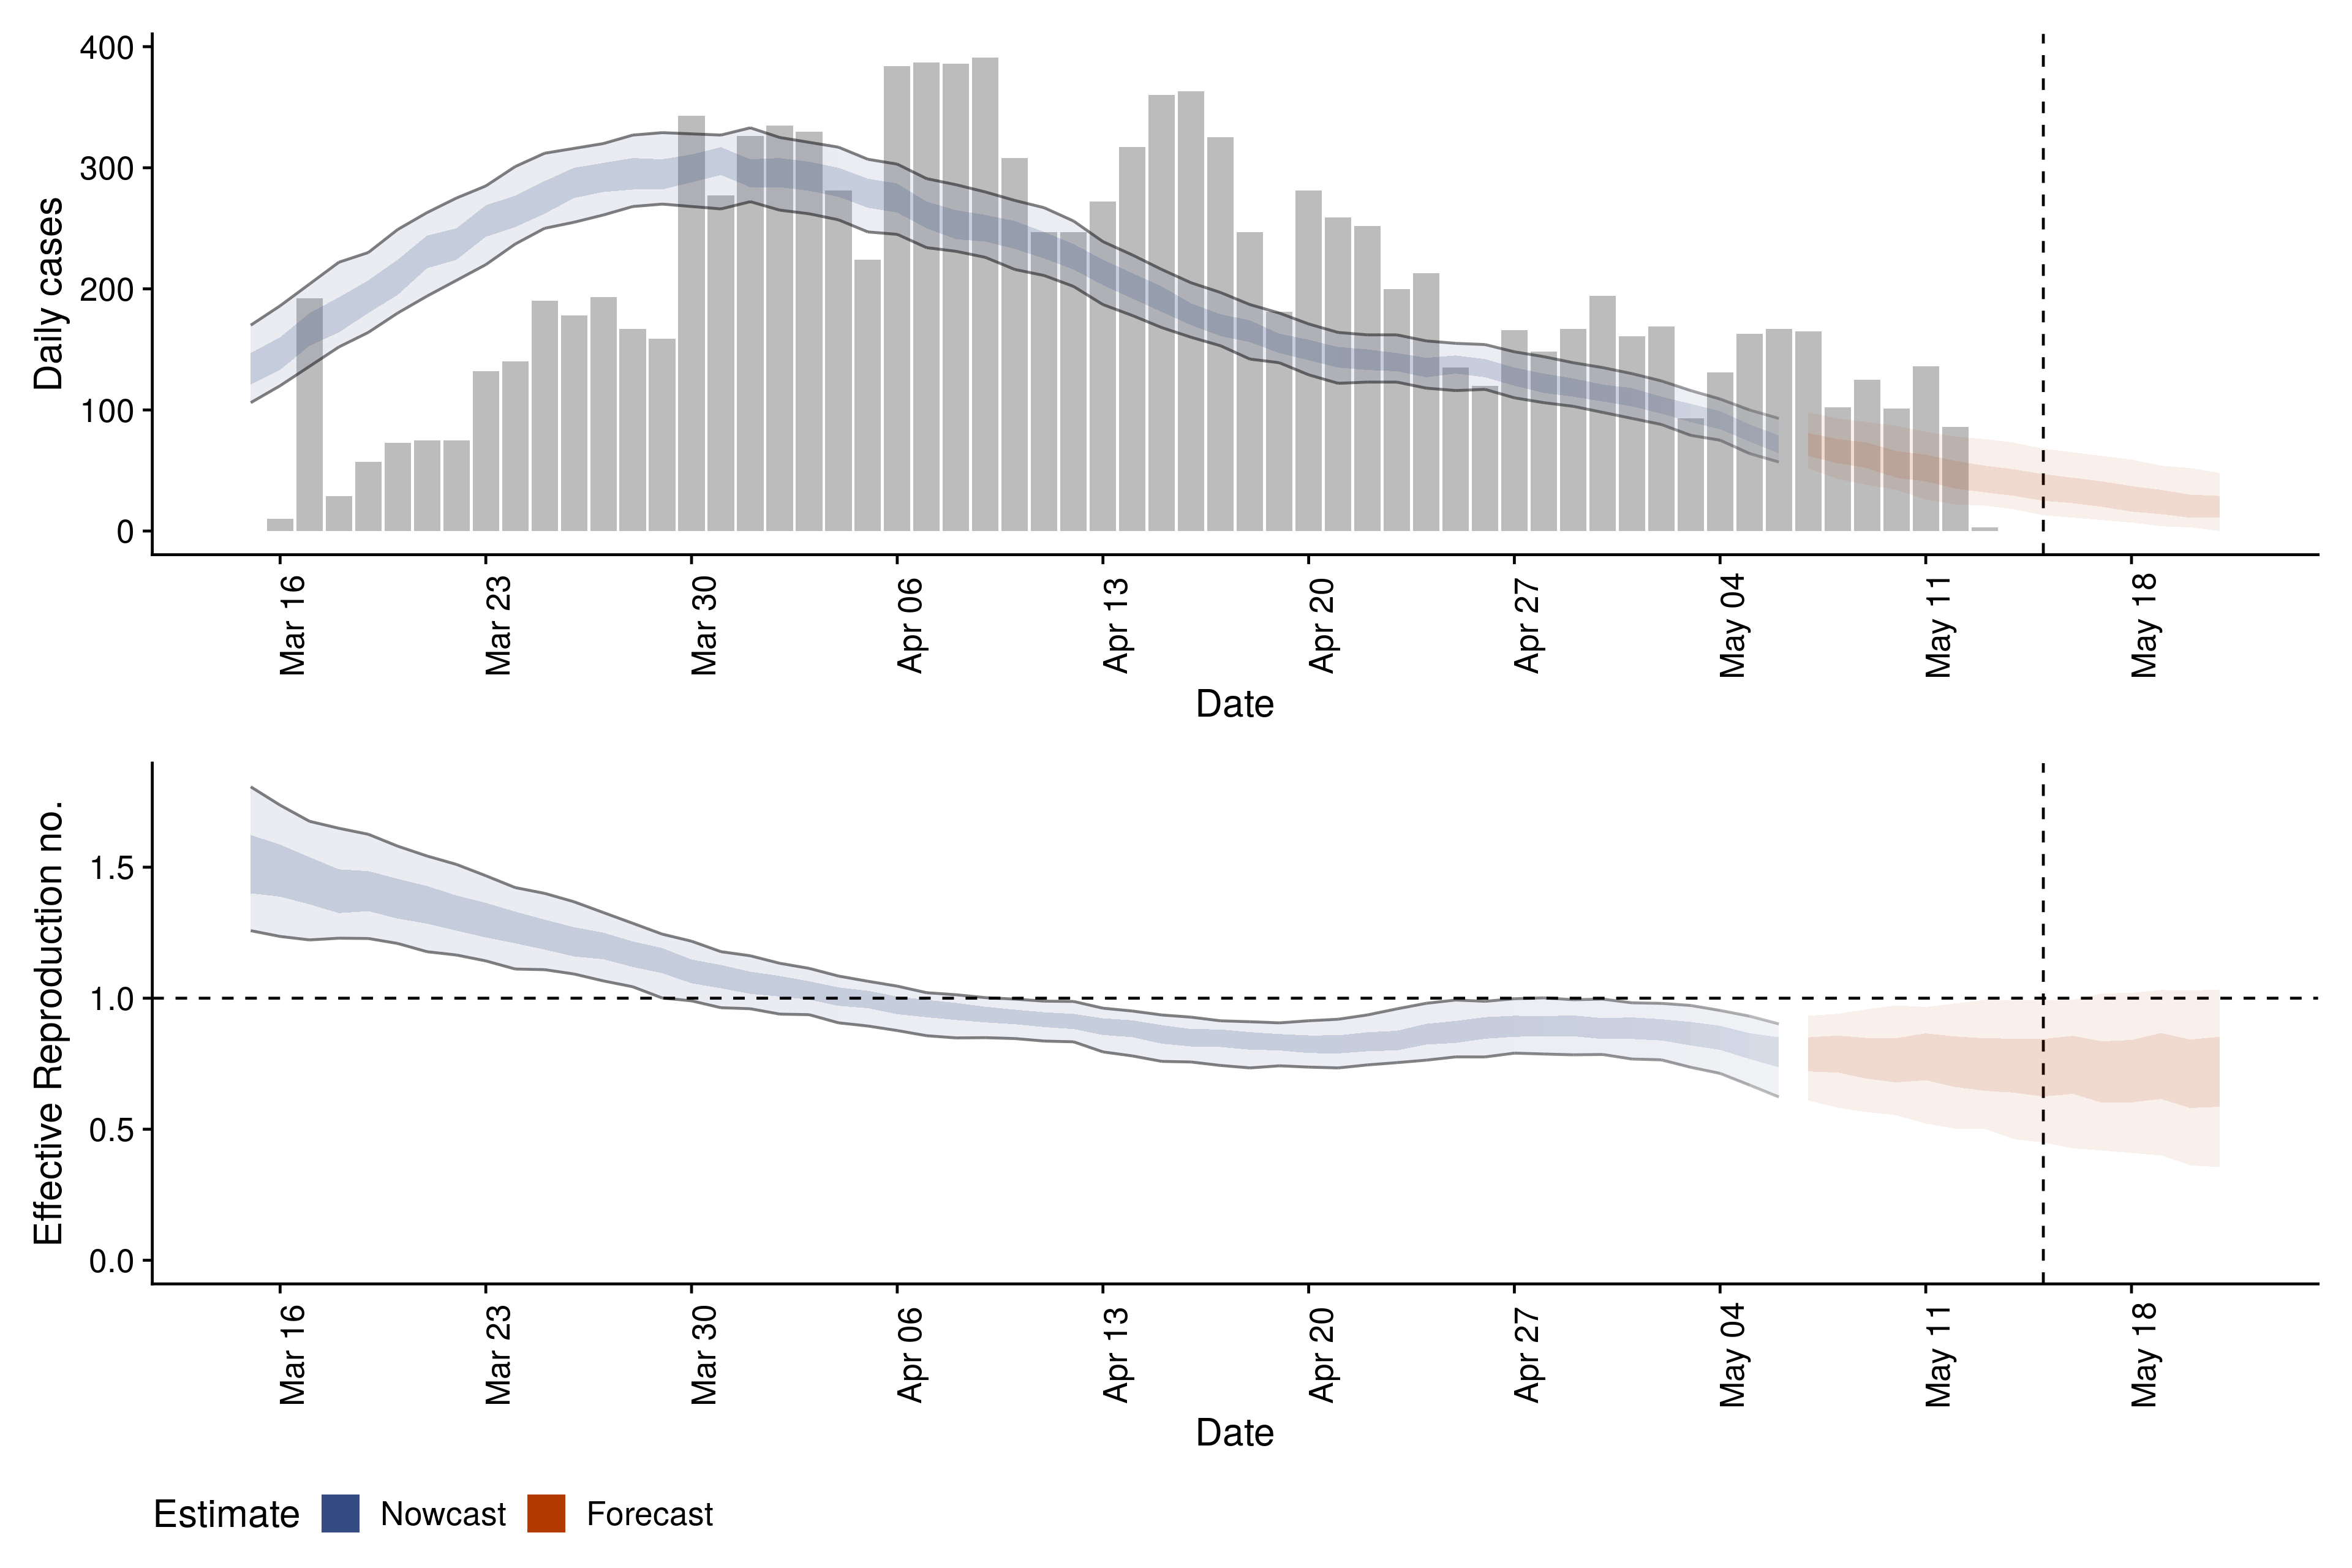 Daily cases
400
300
200
100
0
Mar 16
Mar 23
Mar 30
Apr 06
Apr 13
Apr 20
Apr 27
May 04
May 11
May 18
Date
Effective Reproduction no.
1.5
1.0
0.5
0.0
Mar 16
Mar 23
Mar 30
Apr 06
Apr 13
Apr 20
Apr 27
May 04
May 11
May 18
Date
Estimate Nowcast Forecast